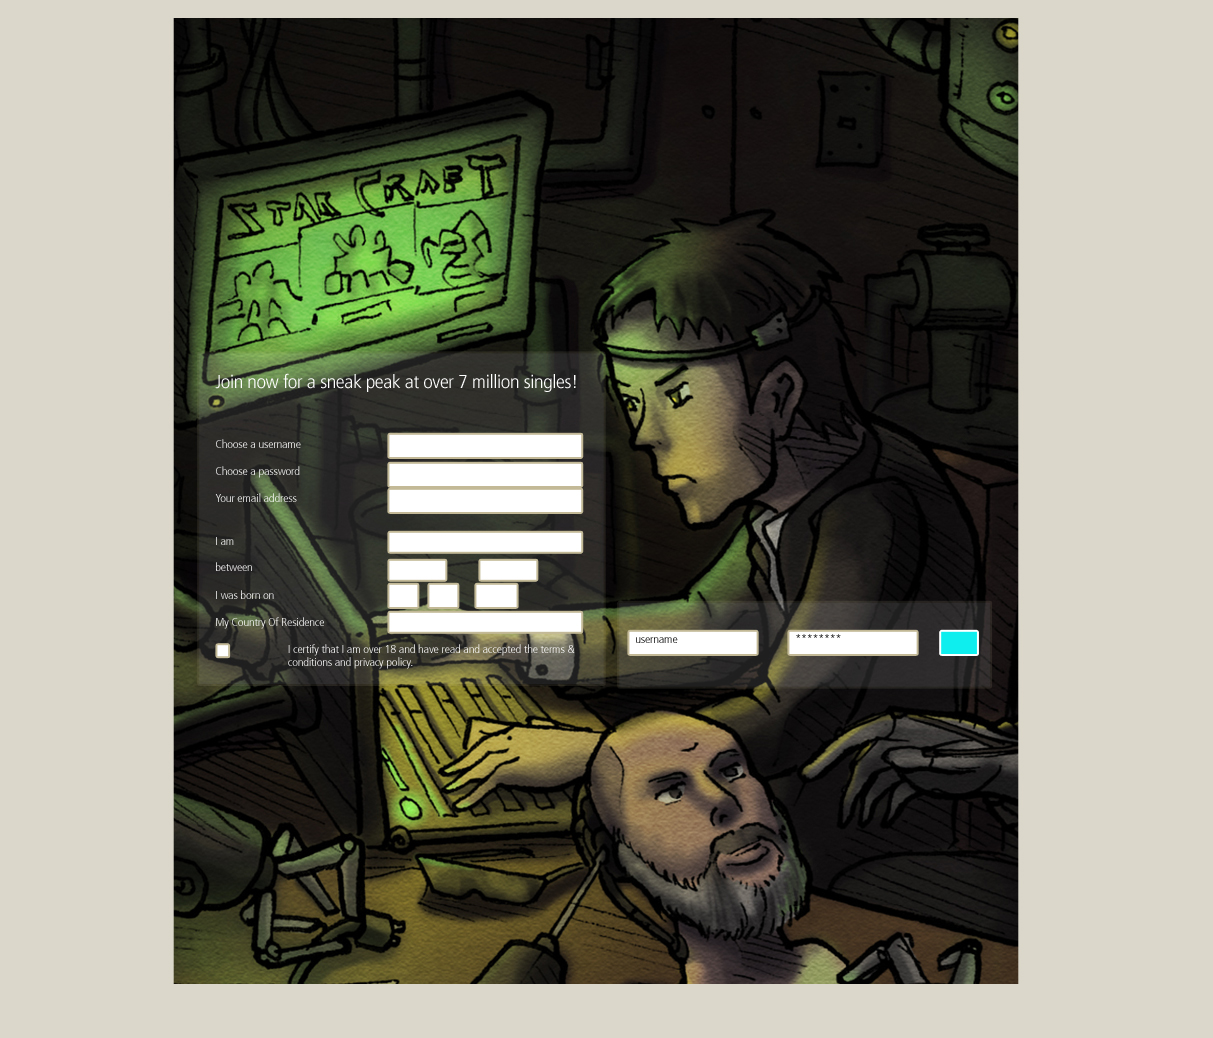 STAR CRAFT
Join now for a sneak peak at over 7 million singles!
Choose a username
Choose a password
Your email address
I am
between
I was born on
My Country Of Residence
I certify that I am over 18 and have read and accepted the terms &
conditions and privacy policy.
username
********